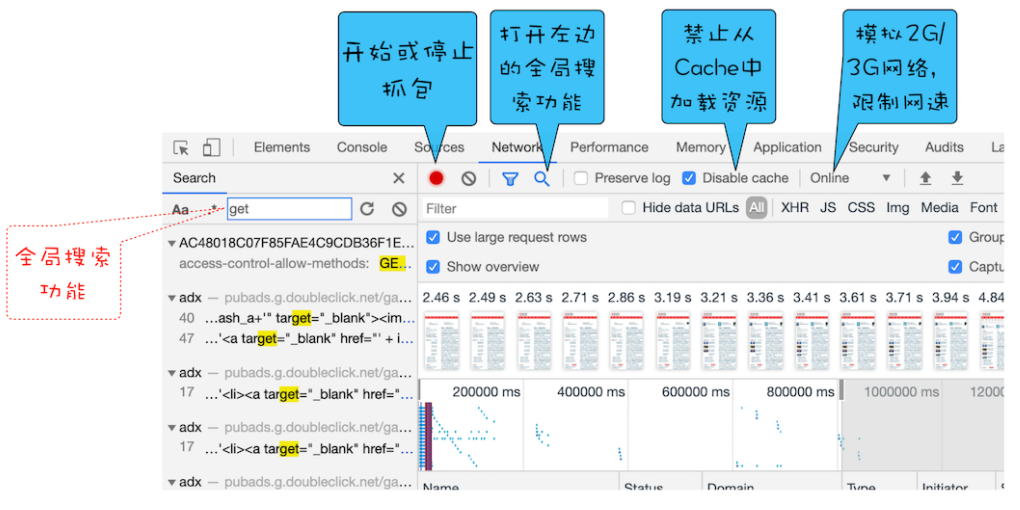 开始或停止
抓包
打开左边
的全局搜
索功能
禁止从
Cache中
加载资源
模拟2G/
3G网络，
限制网速
Elements Console Sources Network Performance Memory Application Security Audits La
Search
Preserve log Disable cache Online
Aa .* get
Filter Hide data URLs All XHR JS CSS Img Media Font
全局搜索
功能
AC48018C07F85FAE4C9CDB36F1E...
access-control-allow-methods: GE...
Use large request rows Group
Show overview Captu
adx — pubads.g.doubleclick.net/ga...
40 ...ash_a+'" target="_blank"><im...
47 ...'<a target="_blank" href="' + i...
adx — pubads.g.doubleclick.net/ga...
17 ...'<li><a target="_blank" href="...
adx — pubads.g.doubleclick.net/ga...
17 ...'<li><a target="_blank" href="...
adx — pubads.g.doubleclick.net/ga...
2.46 s 2.49 s 2.63 s 2.71 s 2.86 s 3.19 s 3.21 s 3.36 s 3.41 s 3.61 s 3.71 s 3.94 s 4.84
200000 ms 400000 ms 600000 ms 800000 ms 1000000 ms 12000
Name Status Domain Type Initiator